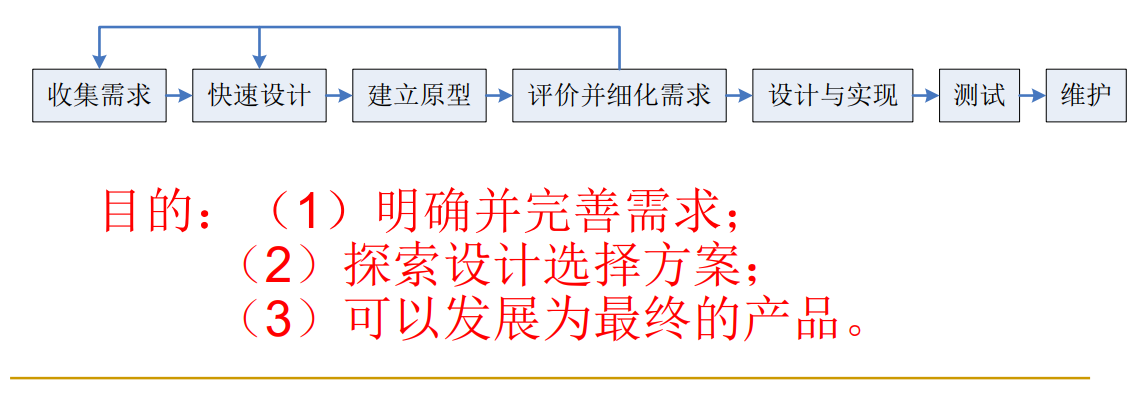 收集需求 快速设计 建立原型 评价并细化需求 设计与实现 测试 维护
目的：（1）明确并完善需求；
（2）探索设计选择方案；
（3）可以发展为最终的产品。